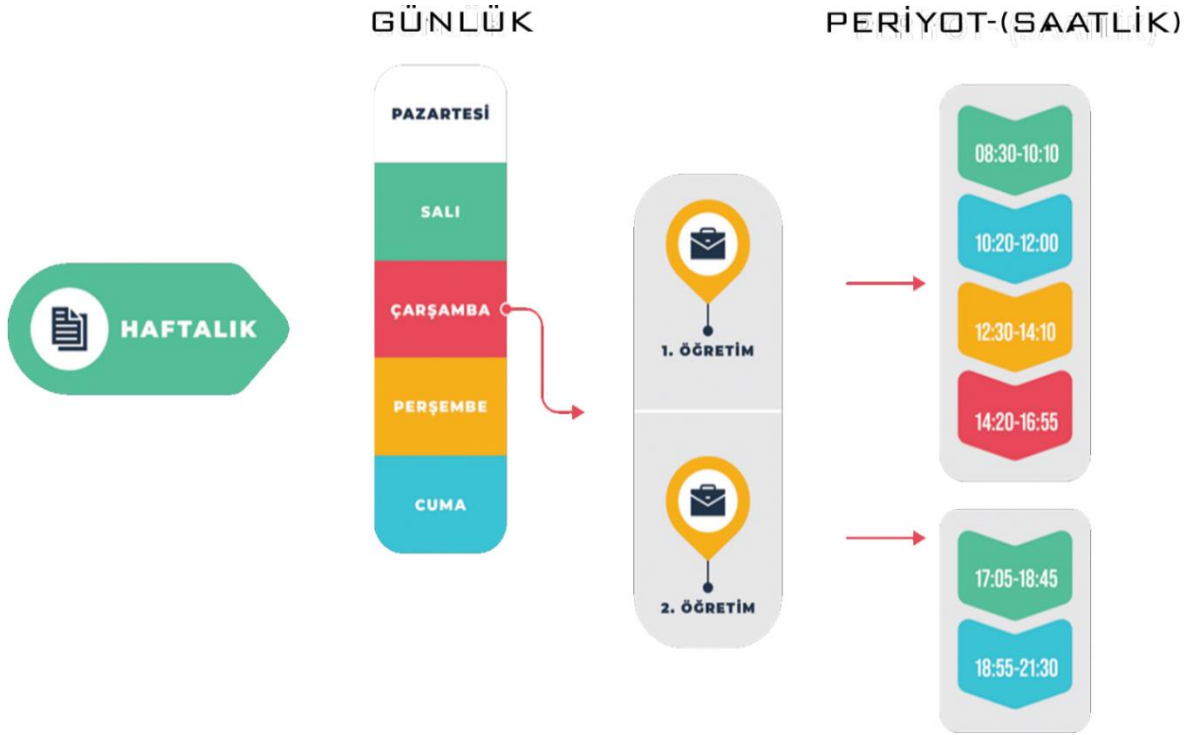 GÜNLÜK
PERİYOT-(SAATLİK)
HAFTALIK
PAZARTESİ
SALI
ÇARŞAMBA
PERŞEMBE
CUMA
1. ÖĞRETİM
2. ÖĞRETİM
08:30-10:10
10:20-12:00
12:30-14:10
14:20-16:55
17:05-18:45
18:55-21:30